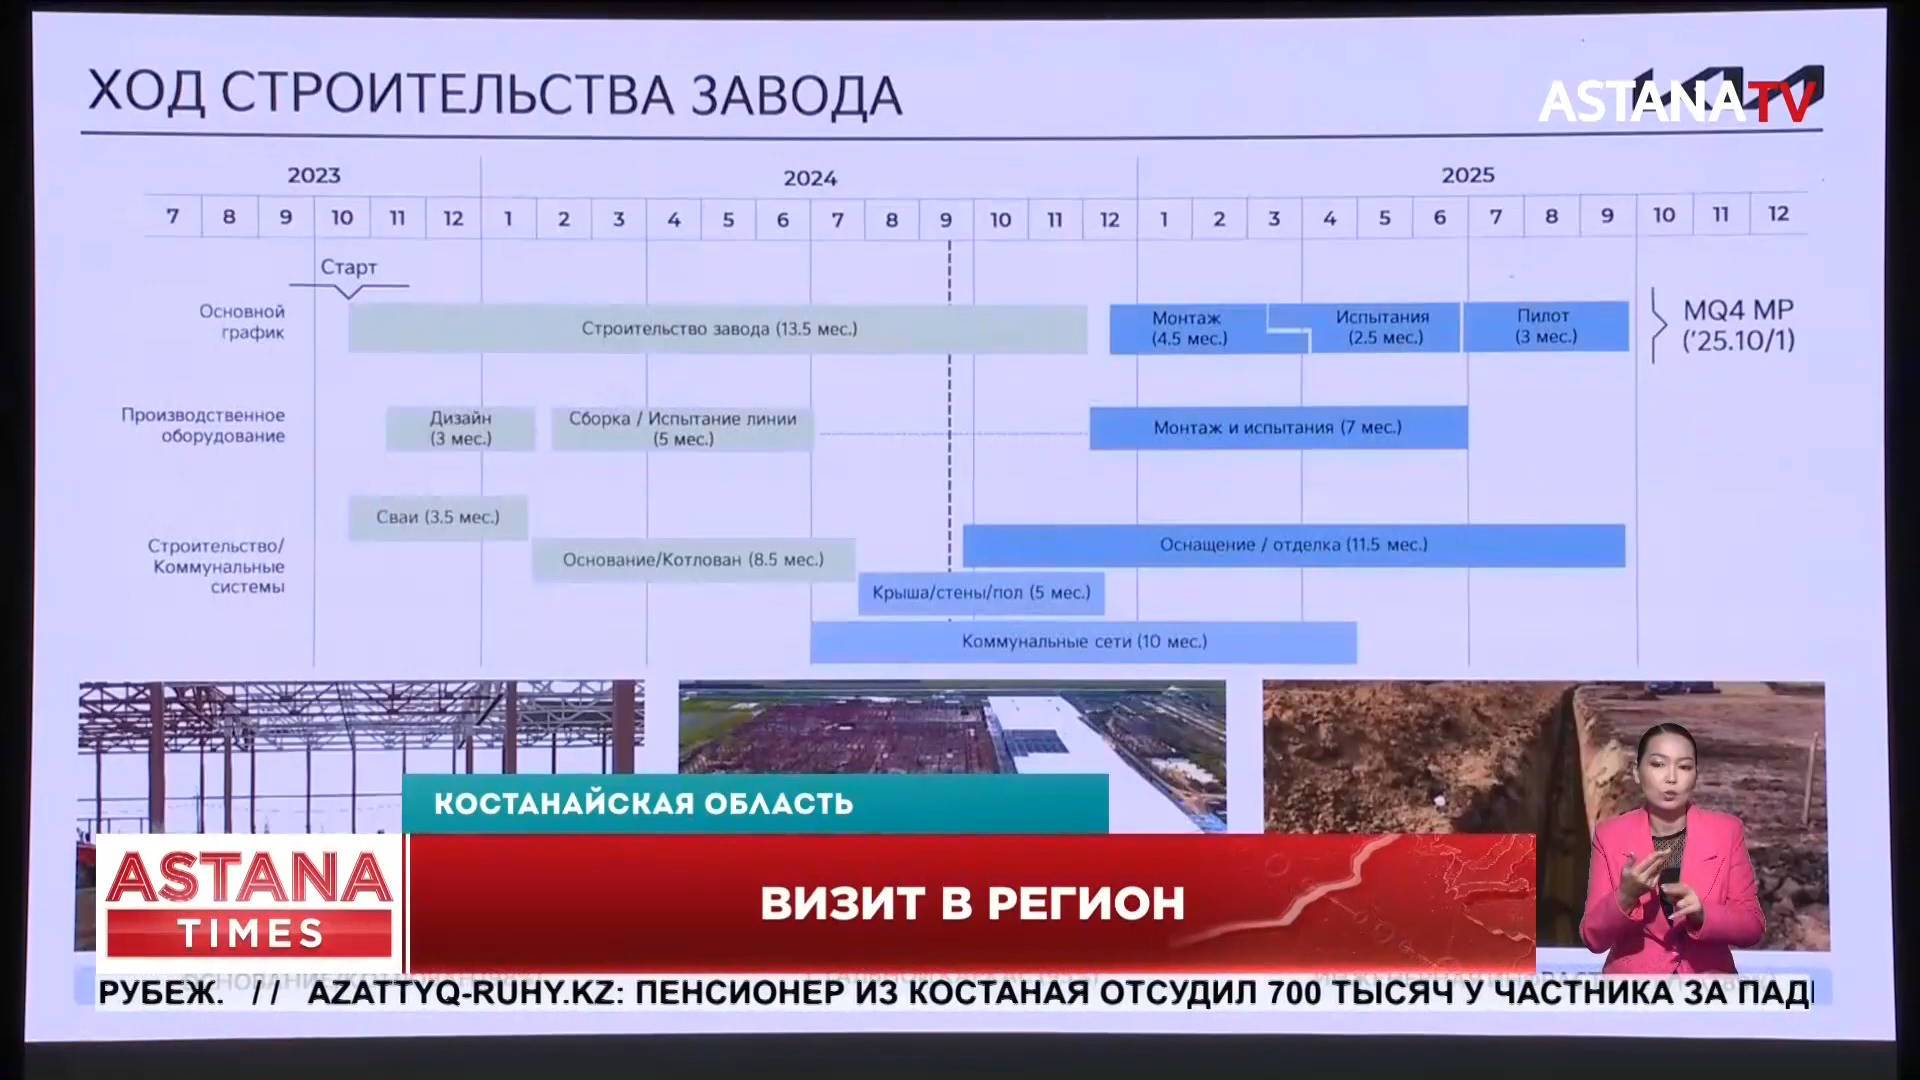 ХОД СТРОИТЕЛЬСТВА ЗАВОДА
ASTANATV
2023 2024 2025
7 8 9 10 11 12 1 2 3 4 5 6 7 8 9 10 11 12 1 2 3 4 5 6 7 8 9 10 11 12
Старт
Основной
график
Строительство завода (13.5 мес.)
Монтаж
(4.5 мес.)
Испытания
(2.5 мес.)
Пилот
(3 мес.)
MQ4 MP
('25.10/1)
Производственное
оборудование
Дизайн
(3 мес.)
Сборка / Испытание линии
(5 мес.)
Монтаж и испытания (7 мес.)
Сваи (3.5 мес.)
Строительство/
Коммунальные
системы
Основание/Котлован (8.5 мес.)
Оснащение / отделка (11.5 мес.)
Крыша/стены/пол (5 мес.)
Коммунальные сети (10 мес.)
КОСТАНАЙСКАЯ ОБЛАСТЬ
ASTANA
TIMES
ВИЗИТ В РЕГИОН
РУБЕЖ. // AZATTYQ-RUHY.KZ: ПЕНСИОНЕР ИЗ КОСТАНАЯ ОТСУДИЛ 700 ТЫСЯЧ У ЧАСТНИКА ЗА ПАД